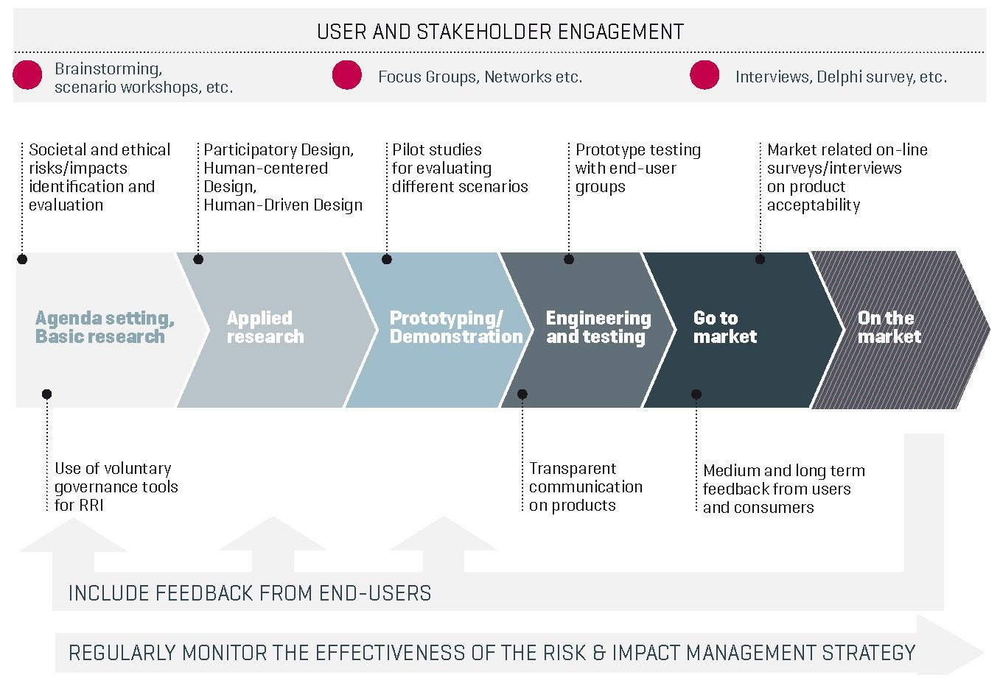 USER AND STAKEHOLDER ENGAGEMENT
Brainstorming,
scenario workshops, etc.
Focus Groups, Networks etc.
Interviews, Delphi survey, etc.
Societal and ethical
risks/impacts
identification and
evaluation
Participatory Design,
Human-centered
Design,
Human-Driven Design
Pilot studies
for evaluating
different scenarios
Prototype testing
with end-user
groups
Market related on-line
surveys/interviews
on product
acceptability
Agenda setting,
Basic research
Applied
research
Prototyping/
Demonstration
Engineering
and testing
Go to
market
On the
market
Use of voluntary
governance tools
for RRI
Transparent
communication
on products
Medium and long term
feedback from users
and consumers
INCLUDE FEEDBACK FROM END-USERS
REGULARLY MONITOR THE EFFECTIVENESS OF THE RISK & IMPACT MANAGEMENT STRATEGY